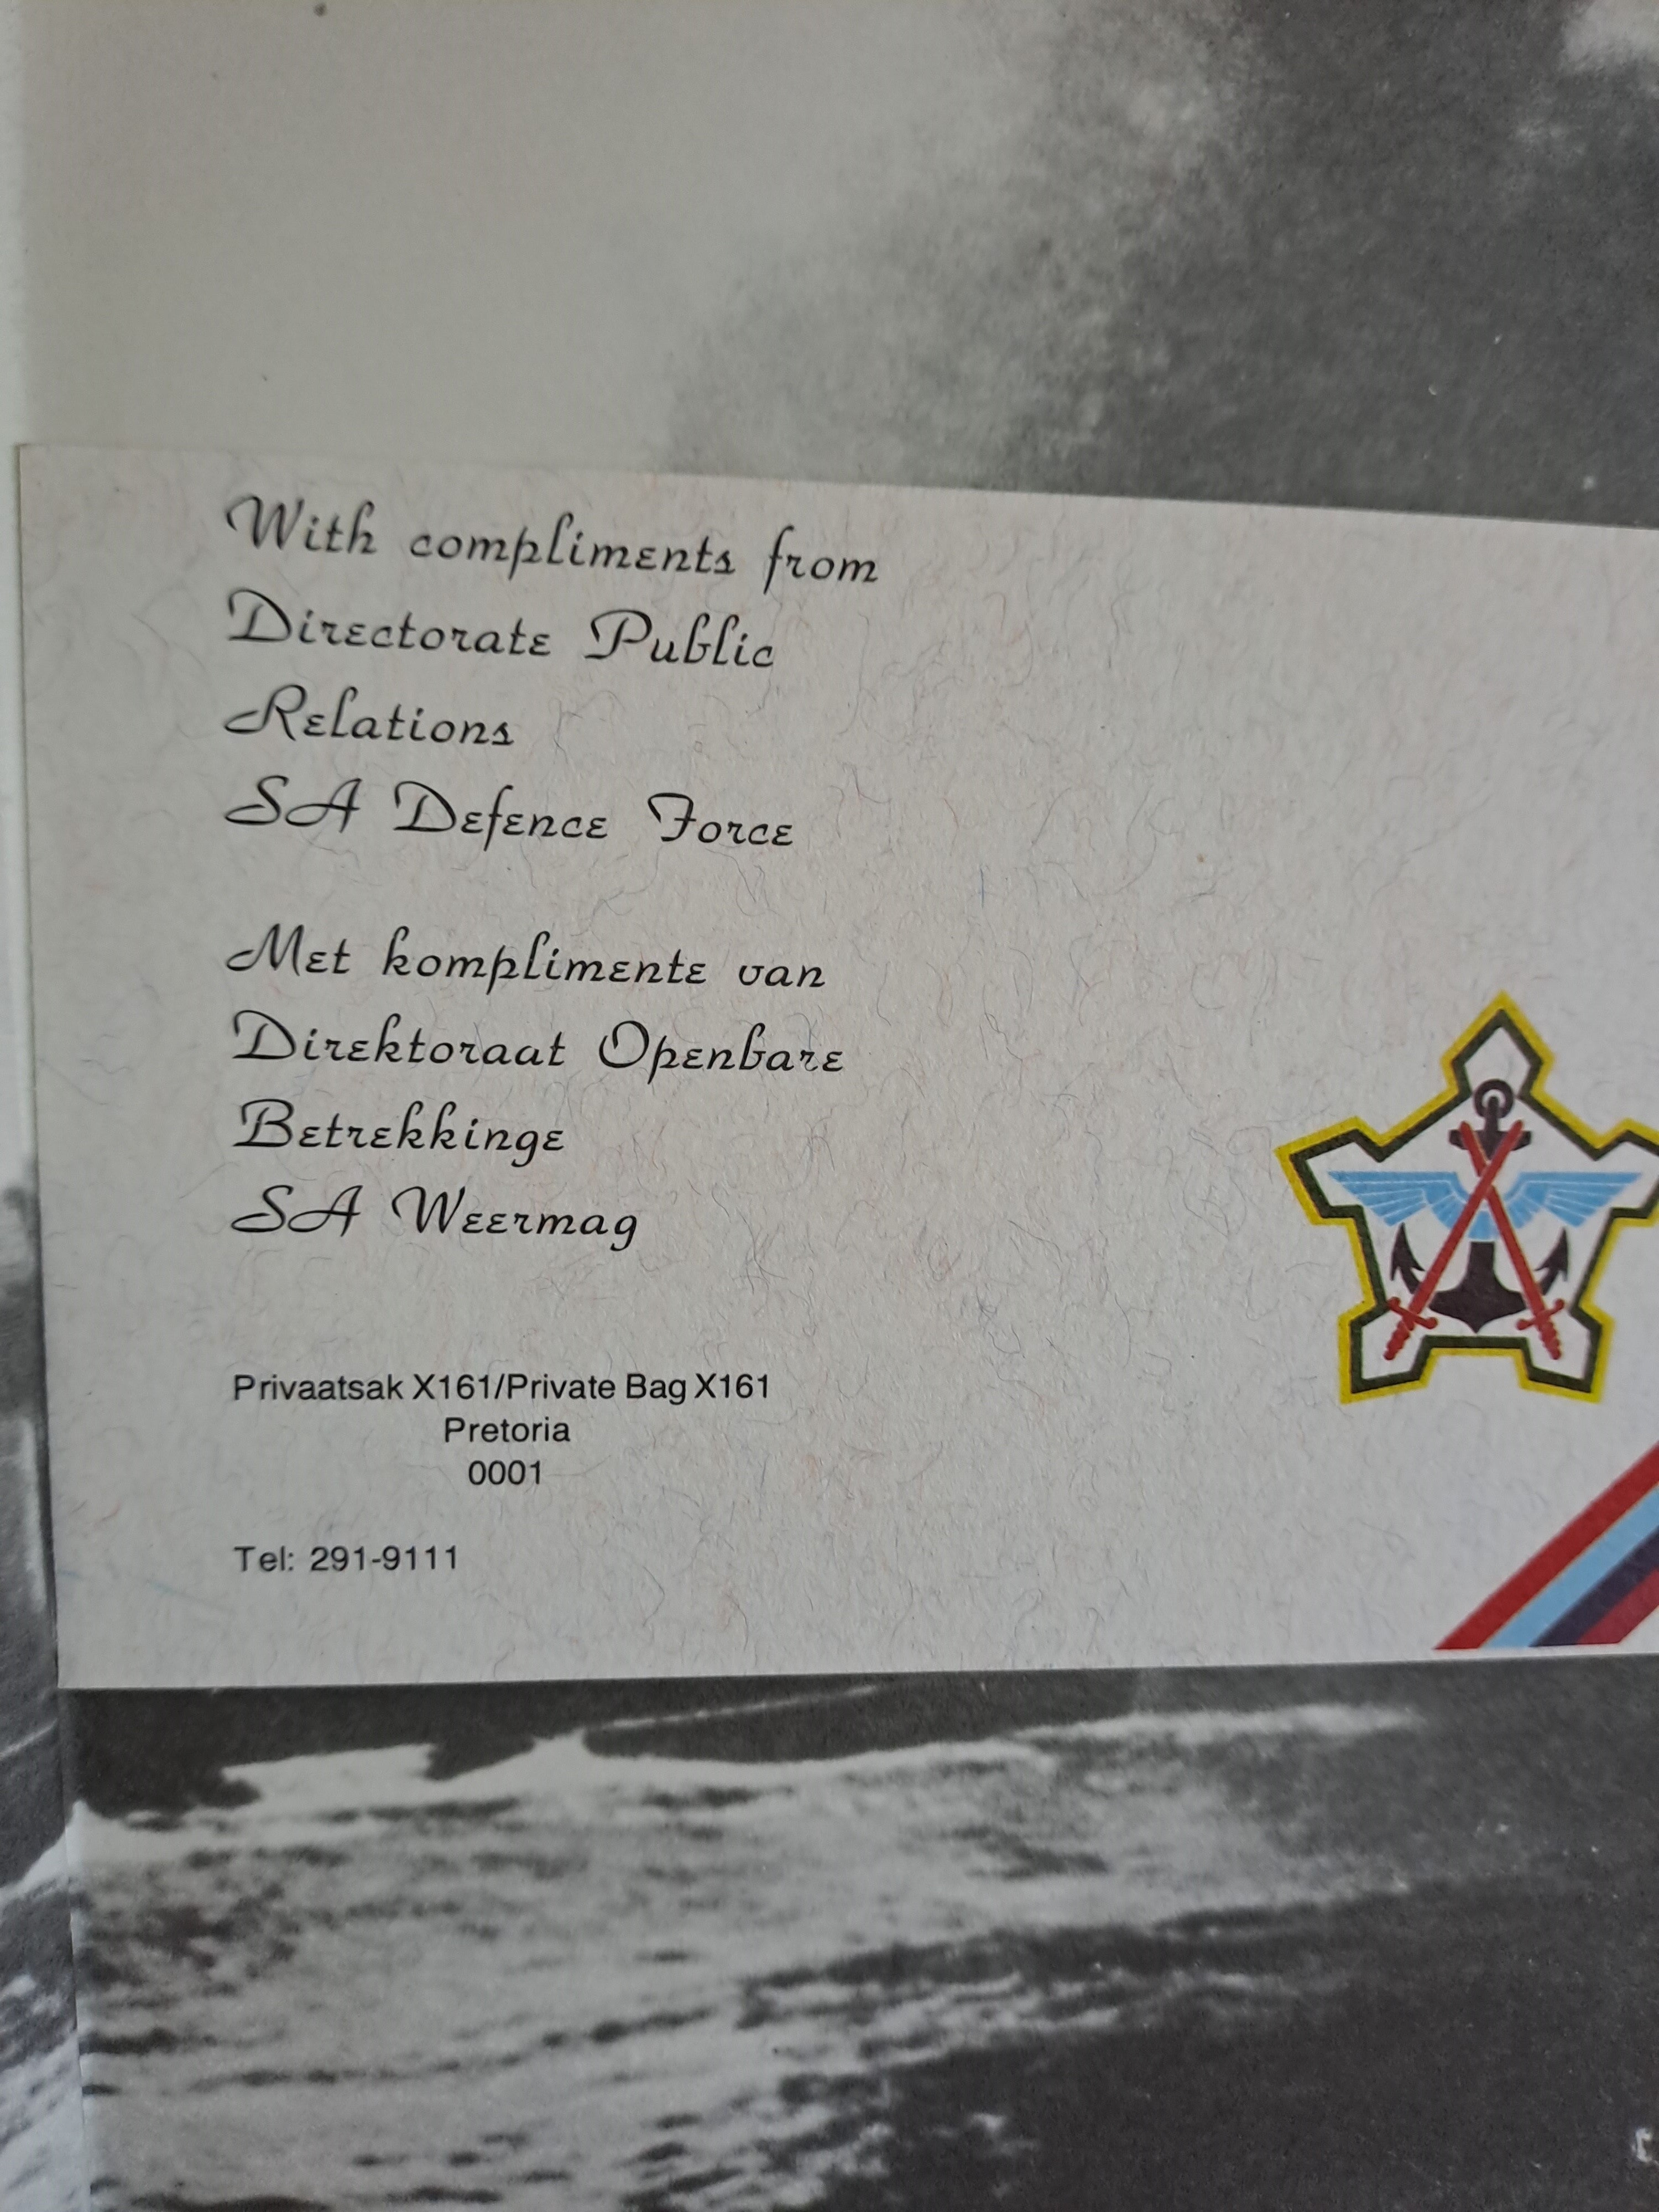 With compliments from
Directorate Public
Relations
SA Defence Force
Met komplimente van
Direktoraat Openbare
Betrekkinge
SA Weermag
Privaatsak X161/Private Bag X161
Pretoria
0001
Tel: 291-9111